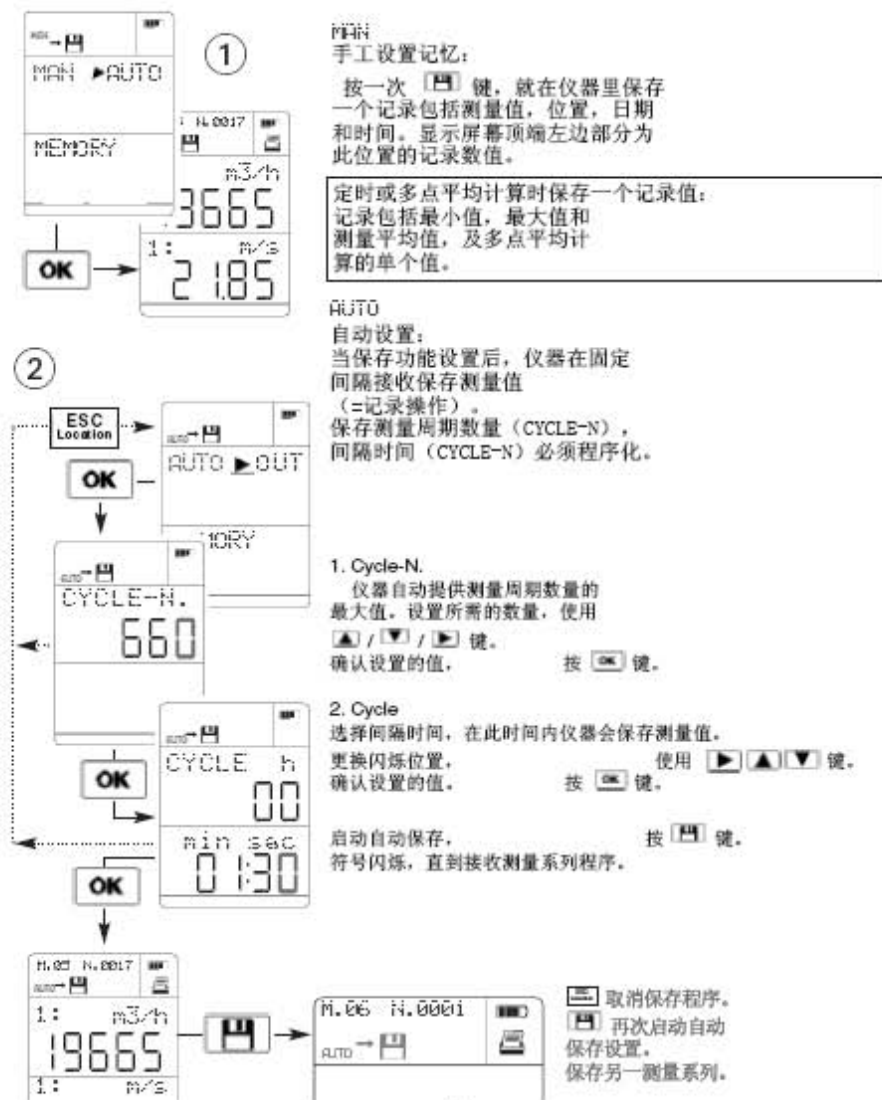 MAN
手工设置记忆:
按一次 键, 就在仪器里保存
一个记录包括测量值, 位置, 日期
和时间。显示屏幕顶端左边部分为
此位置的记录数值。
定时或多点平均计算时保存一个记录值:
记录包括最小值, 最大值和
测量平均值, 及多点平均计
算的单个值。
①
MAN ▶AUTO
MEMORY
OK
N.0017
m3/h
9665
1: m/s
21.85
AUTO
自动设置:
当保存功能设置后, 仪器在固定
间隔接收保存测量值
(=记录操作)。
保存测量周期数量(CYCLE-N),
间隔时间(CYCLE-N)必须程序化。
②
ESC
Location
AUTO→
AUTO ▶OUT
MORY
OK
AUTO→
CYCLE-N.
660
1. Cycle-N.
仪器自动提供测量周期数量的
最大值。设置所需的数量, 使用
▲ / ▼ / ▶ 键。
确认设置的值, 按 OK 键。
OK
AUTO→
CYCLE h
00
min sec
01:30
2. Cycle
选择间隔时间, 在此时间内仪器会保存测量值。
更换闪烁位置, 使用 ▶ ▲ ▼ 键。
确认设置的值。 按 OK 键。
启动自动保存, 按 键。
符号闪烁, 直到接收测量系列程序。
OK
M.05 N.0017
AUTO→
1: m3/h
19665
1: m/s
M.06 N.0001
AUTO →
取消保存程序。
再次启动自动
保存设置。
保存另一测量系列。